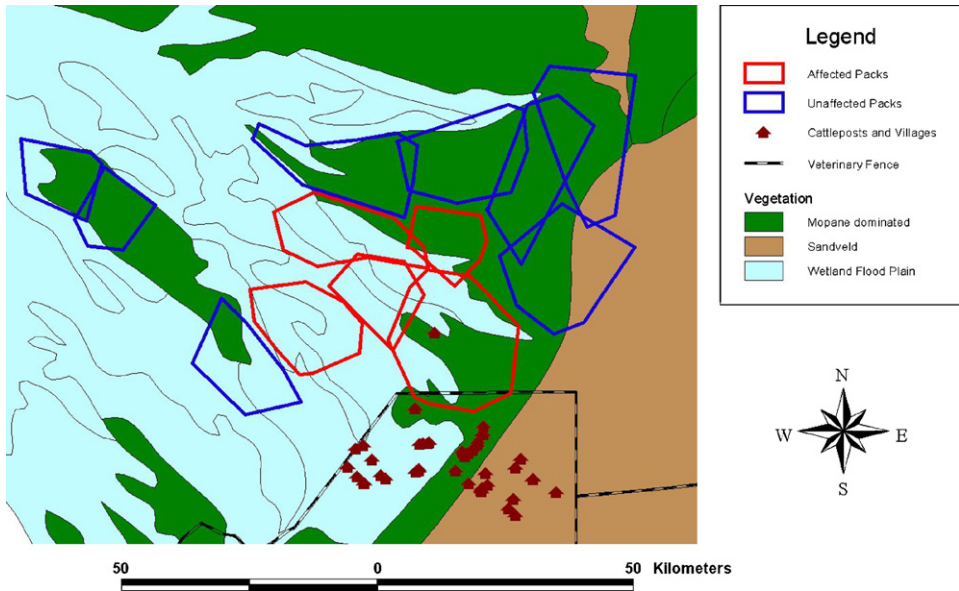 Legend
Affected Packs
Unaffected Packs
Cattleposts and Villages
Veterinary Fence
Vegetation
Mopane dominated
Sandveld
Wetland Flood Plain
N
W E
S
50 0 50 Kilometers